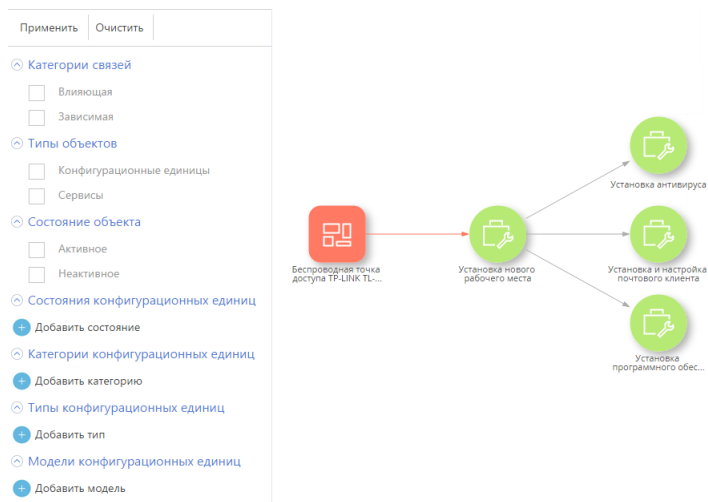 Применить
Очистить
Категории связей
Влияющая
Зависимая
Типы объектов
Конфигурационные единицы
Сервисы
Состояние объекта
Активное
Неактивное
Состояния конфигурационных единиц
Добавить состояние
Категории конфигурационных единиц
Добавить категорию
Типы конфигурационных единиц
Добавить тип
Модели конфигурационных единиц
Добавить модель
Беспроводная точка
доступа TP-LINK TL-...
Установка нового
рабочего места
Установка антивируса
Установка и настройка
почтового клиента
Установка
программного обес...